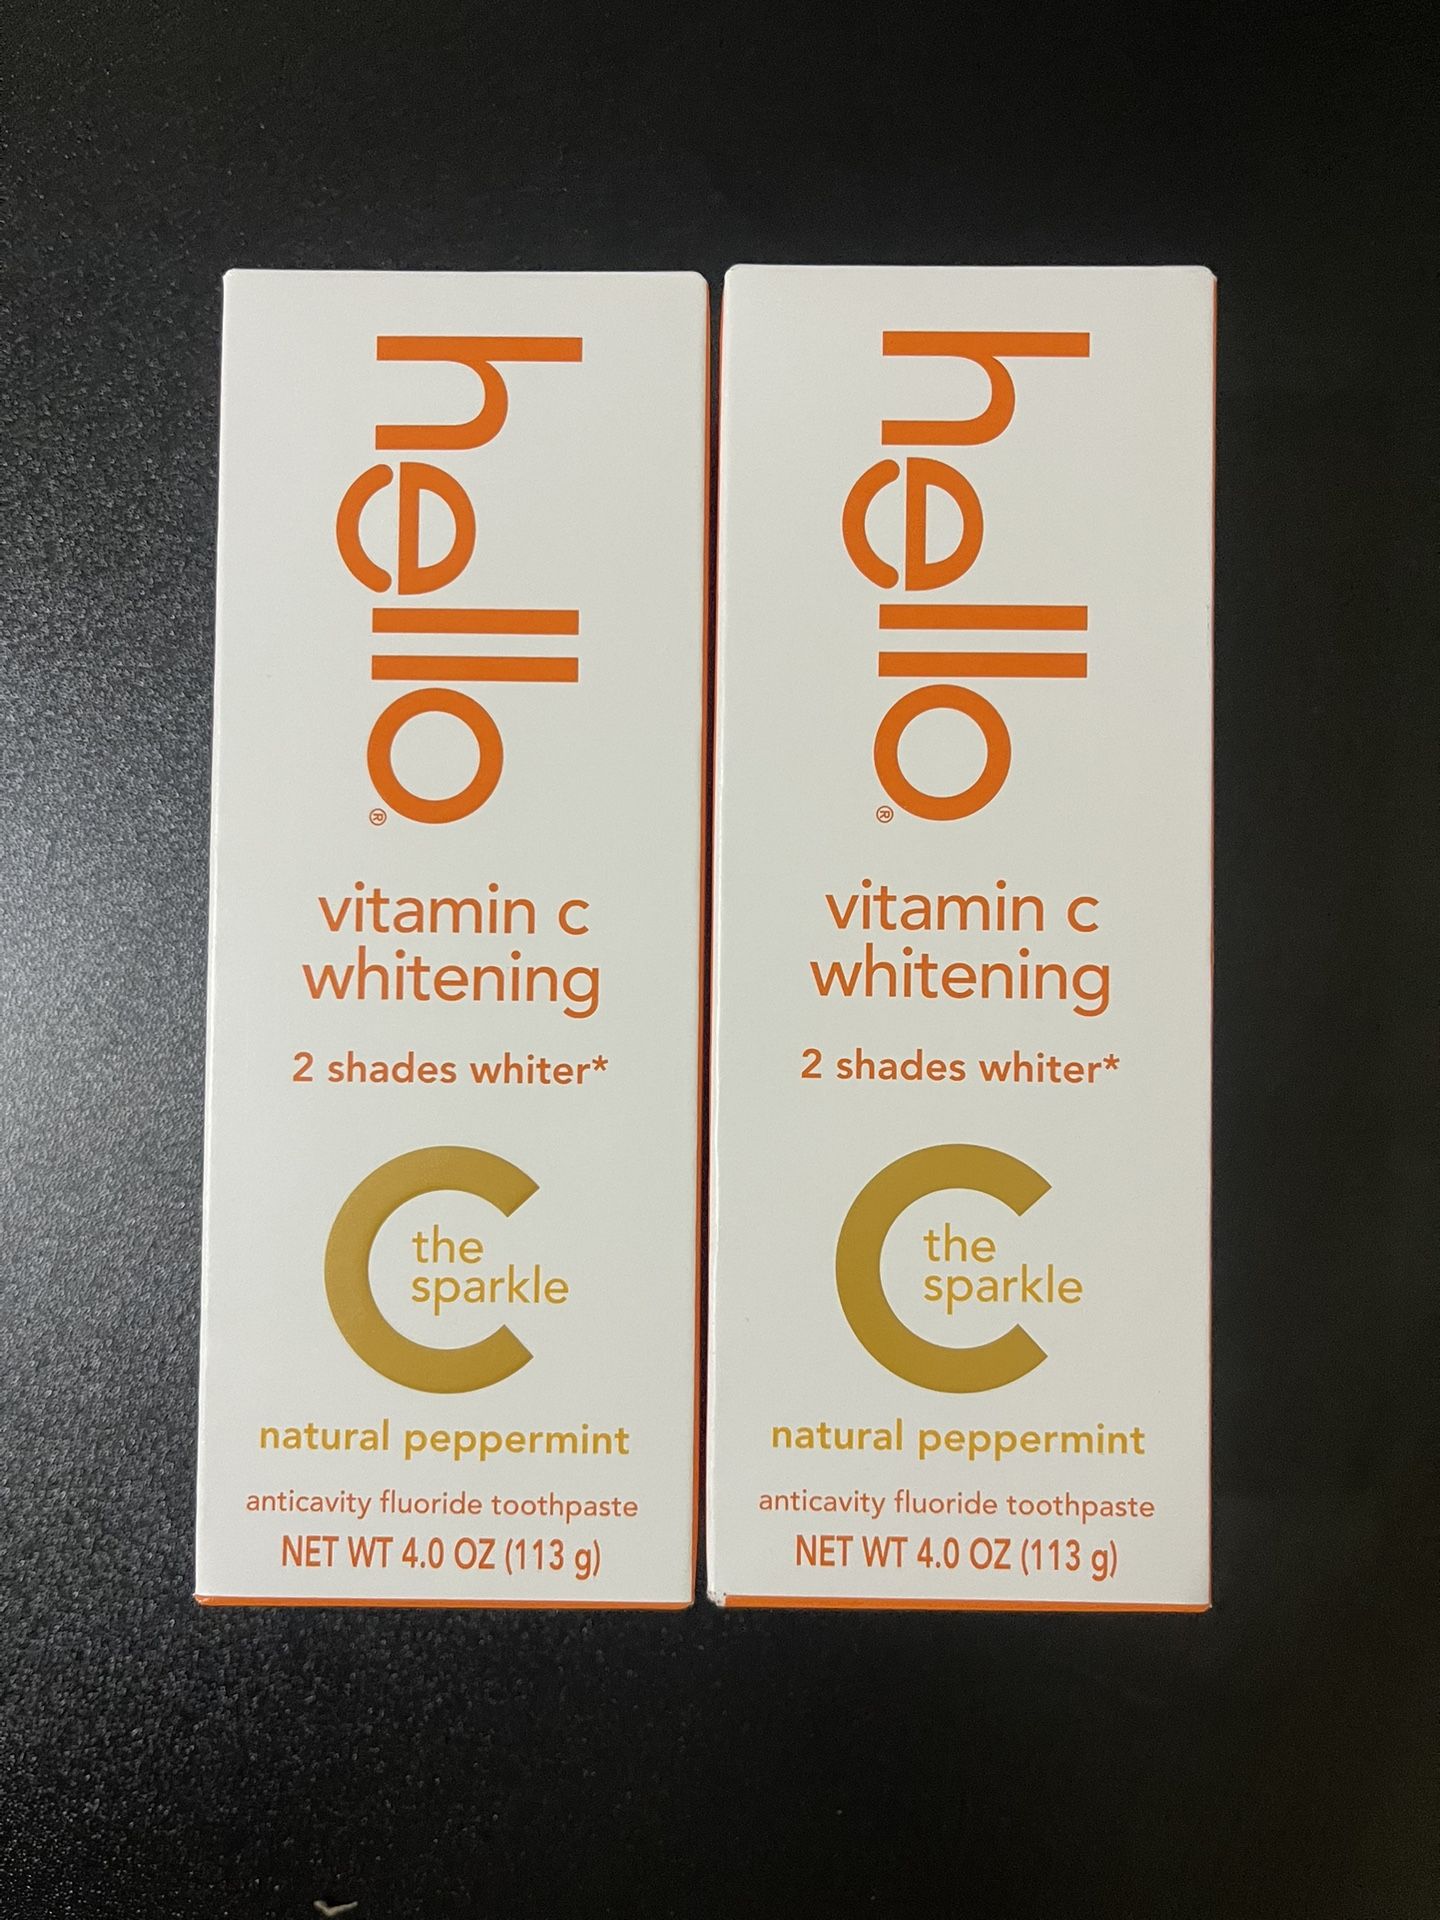 hello®
vitamin c
whitening
2 shades whiter*
C
the
sparkle
natural peppermint
anticavity fluoride toothpaste
NET WT 4.0 OZ (113 g)
hello®
vitamin c
whitening
2 shades whiter*
C
the
sparkle
natural peppermint
anticavity fluoride toothpaste
NET WT 4.0 OZ (113 g)